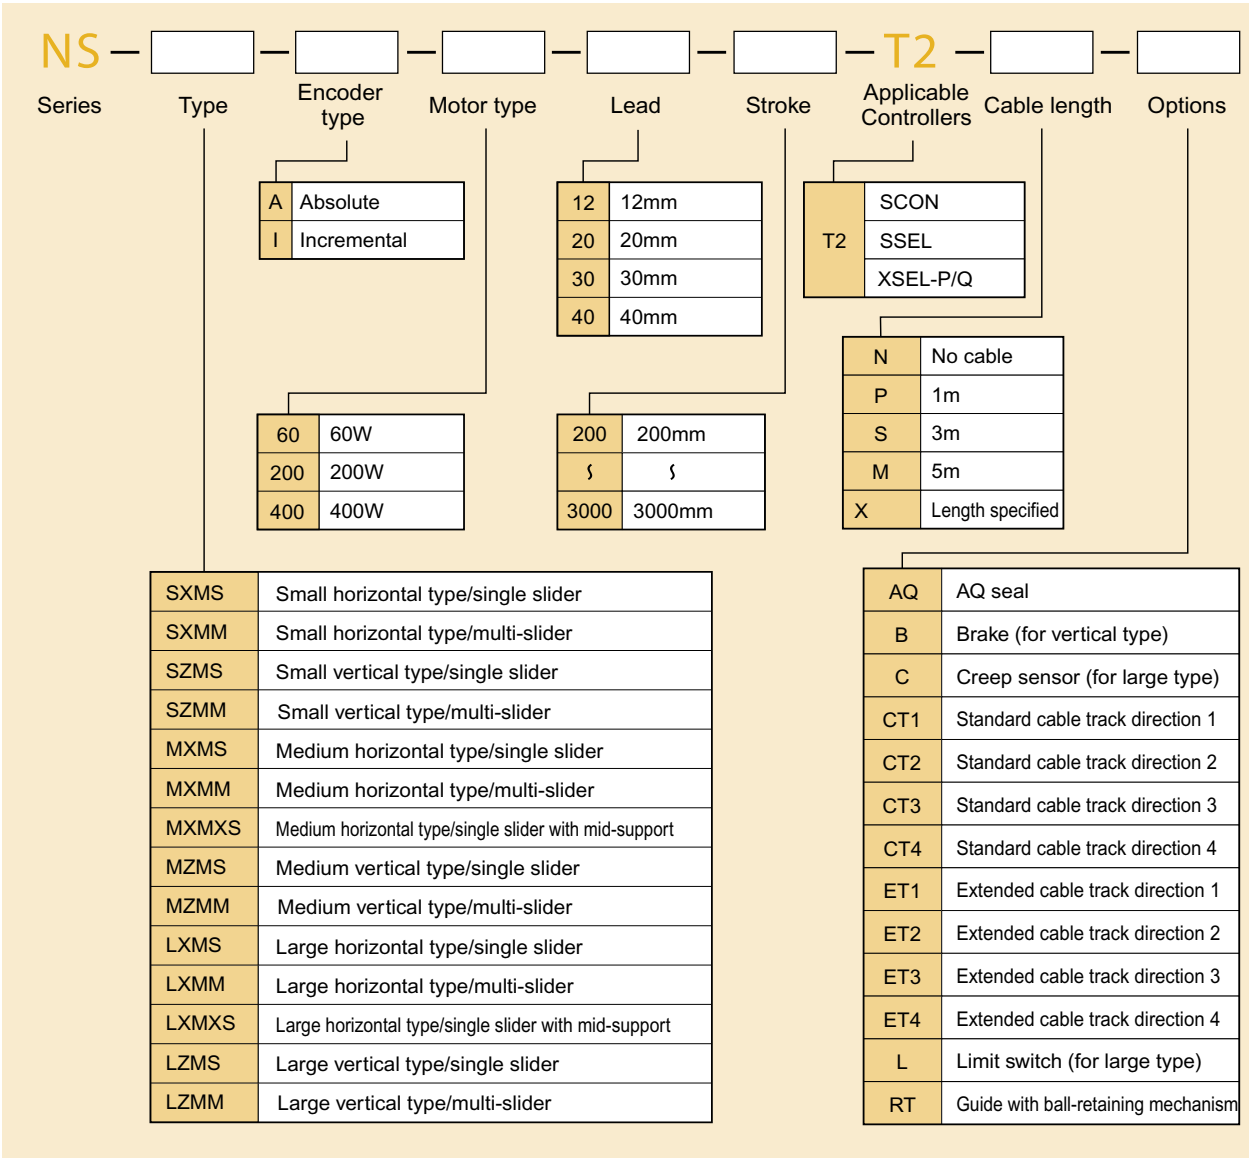 NS — — — — — — T2 — —
Series Type Encoder type Motor type Lead Stroke Applicable Controllers Cable length Options
A Absolute
I Incremental
12 12mm
20 20mm
30 30mm
40 40mm
T2
SCON
SSEL
XSEL-P/Q
N No cable
P 1m
S 3m
M 5m
X Length specified
60 60W
200 200W
400 400W
200 200mm
∫ ∫
3000 3000mm
SXMS Small horizontal type/single slider
SXMM Small horizontal type/multi-slider
SZMS Small vertical type/single slider
SZMM Small vertical type/multi-slider
MXMS Medium horizontal type/single slider
MXMM Medium horizontal type/multi-slider
MXMXS Medium horizontal type/single slider with mid-support
MZMS Medium vertical type/single slider
MZMM Medium vertical type/multi-slider
LXMS Large horizontal type/single slider
LXMM Large horizontal type/multi-slider
LXMXS Large horizontal type/single slider with mid-support
LZMS Large vertical type/single slider
LZMM Large vertical type/multi-slider
AQ AQ seal
B Brake (for vertical type)
C Creep sensor (for large type)
CT1 Standard cable track direction 1
CT2 Standard cable track direction 2
CT3 Standard cable track direction 3
CT4 Standard cable track direction 4
ET1 Extended cable track direction 1
ET2 Extended cable track direction 2
ET3 Extended cable track direction 3
ET4 Extended cable track direction 4
L Limit switch (for large type)
RT Guide with ball-retaining mechanism